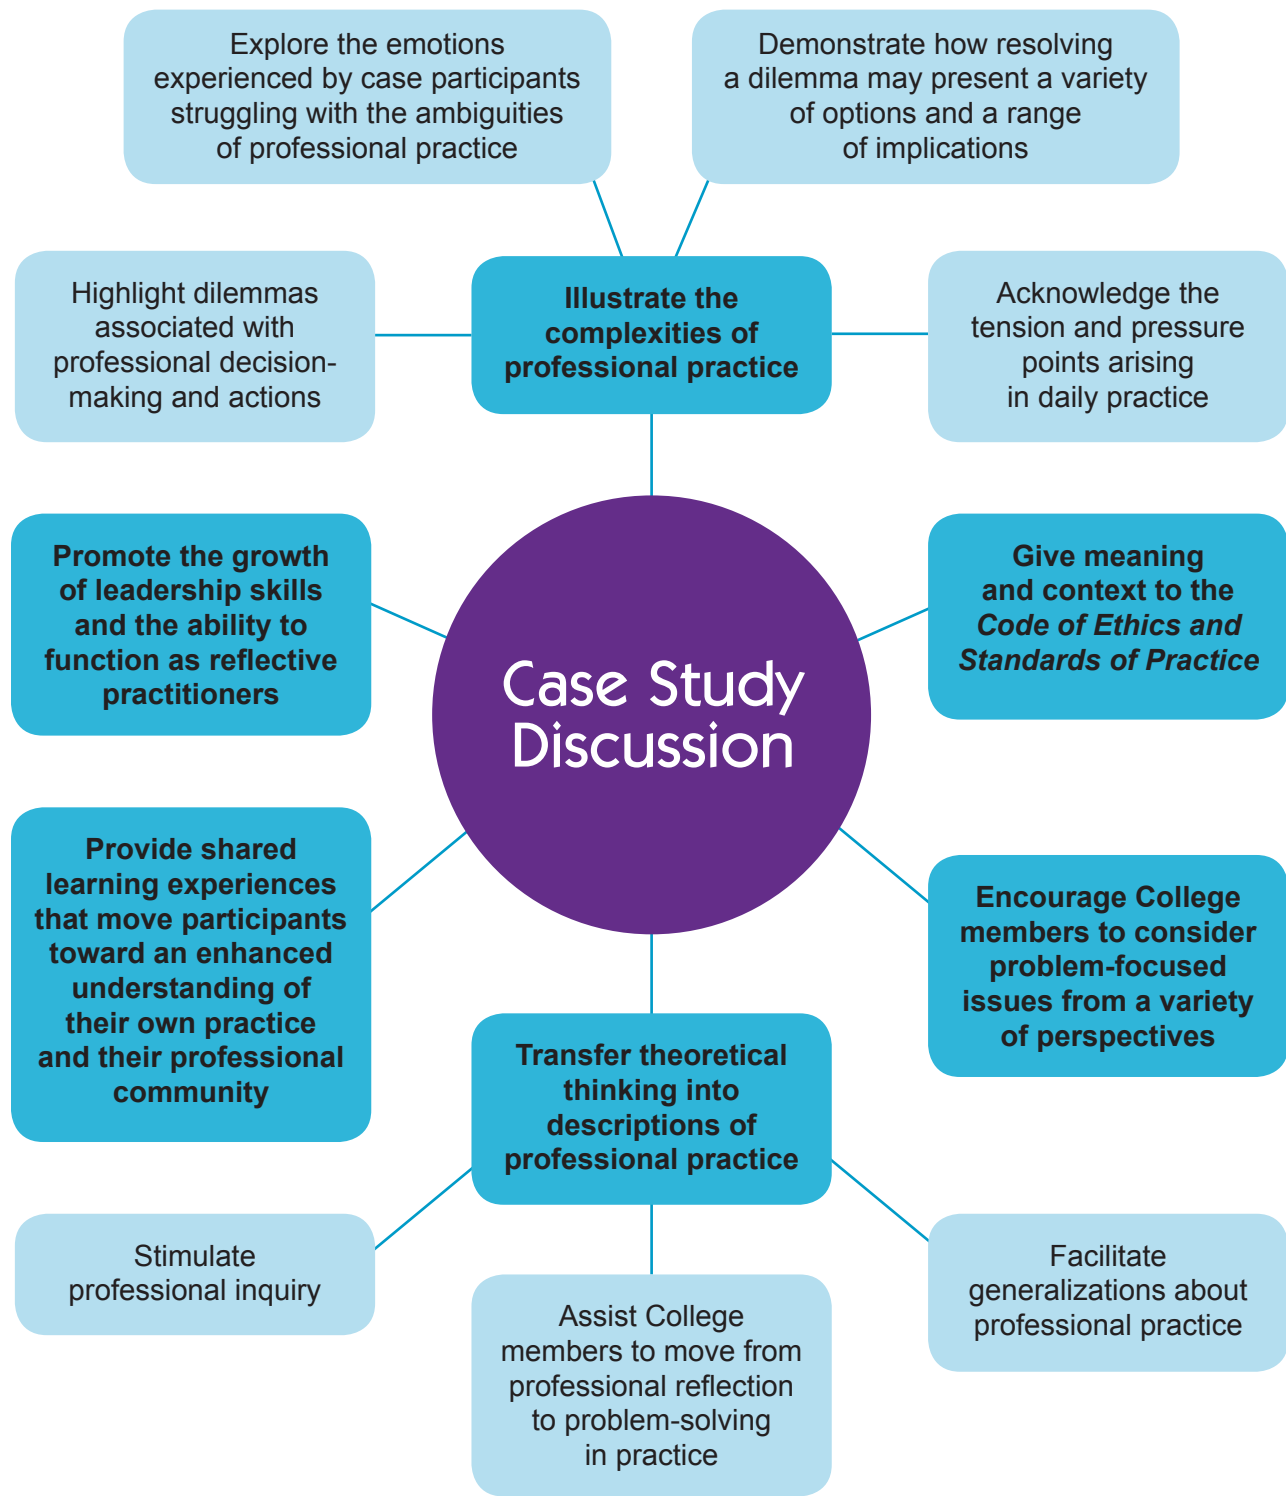 Explore the emotions
experienced by case participants
struggling with the ambiguities
of professional practice
Demonstrate how resolving
a dilemma may present a variety
of options and a range
of implications
Highlight dilemmas
associated with
professional decision-
making and actions
Illustrate the
complexities of
professional practice
Acknowledge the
tension and pressure
points arising
in daily practice
Promote the growth
of leadership skills
and the ability to
function as reflective
practitioners
Case Study
Discussion
Give meaning
and context to the
Code of Ethics and
Standards of Practice
Provide shared
learning experiences
that move participants
toward an enhanced
understanding of
their own practice
and their professional
community
Encourage College
members to consider
problem-focused
issues from a variety
of perspectives
Transfer theoretical
thinking into
descriptions of
professional practice
Stimulate
professional inquiry
Assist College
members to move from
professional reflection
to problem-solving
in practice
Facilitate
generalizations about
professional practice